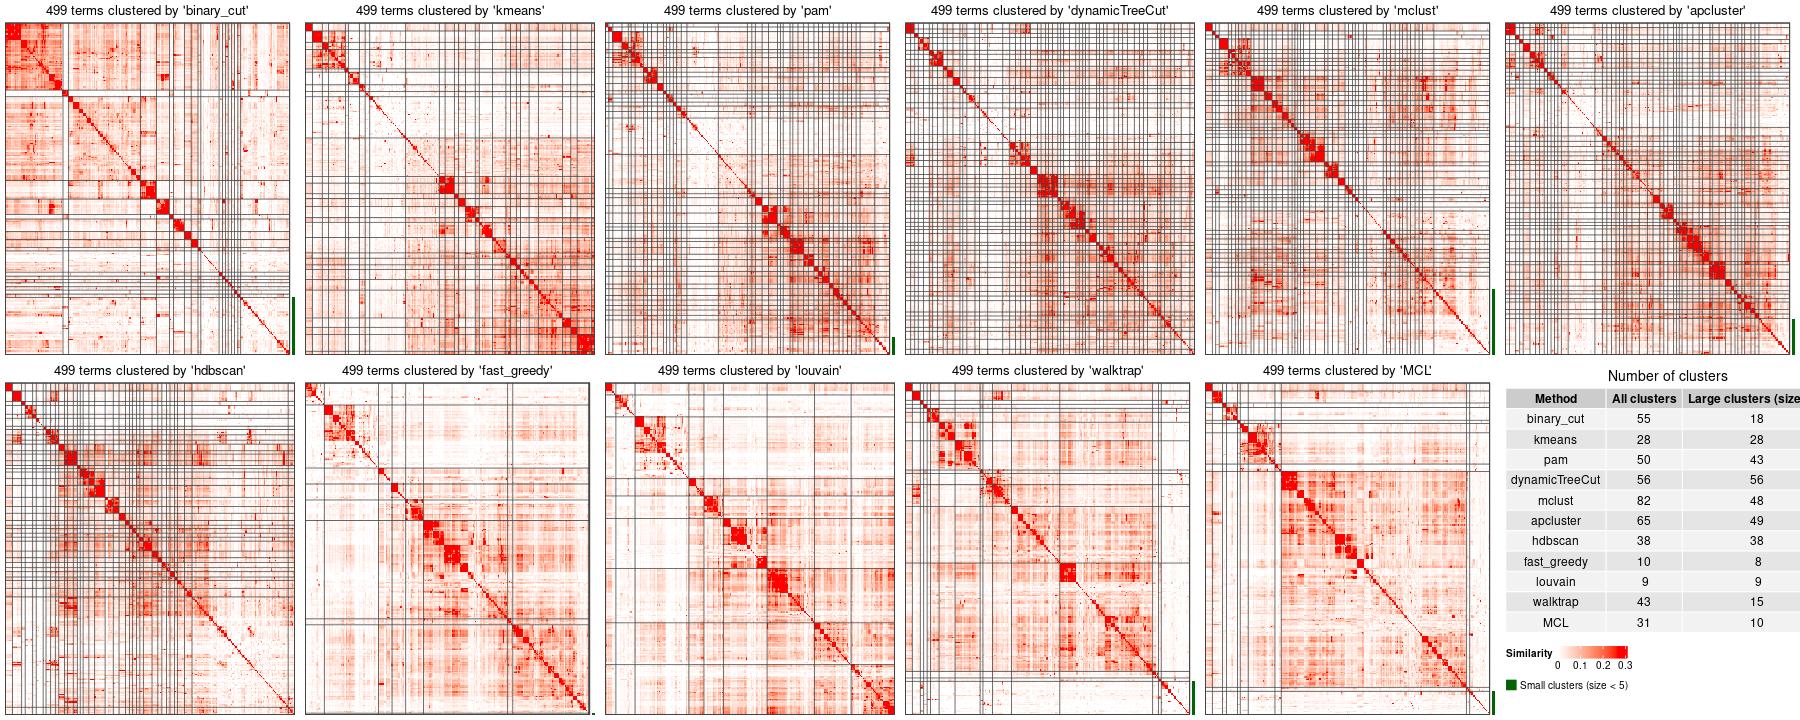 499 terms clustered by 'binary_cut'
499 terms clustered by 'kmeans'
499 terms clustered by 'pam'
499 terms clustered by 'dynamicTreeCut'
499 terms clustered by 'mclust'
499 terms clustered by 'apcluster'
499 terms clustered by 'hdbscan'
499 terms clustered by 'fast_greedy'
499 terms clustered by 'louvain'
499 terms clustered by 'walktrap'
499 terms clustered by 'MCL'
Number of clusters
Method All clusters Large clusters (size
binary_cut 55 18
kmeans 28 28
pam 50 43
dynamicTreeCut 56 56
mclust 82 48
apcluster 65 49
hdbscan 38 38
fast_greedy 10 8
louvain 9 9
walktrap 43 15
MCL 31 10
Similarity
0 0.1 0.2 0.3
Small clusters (size < 5)